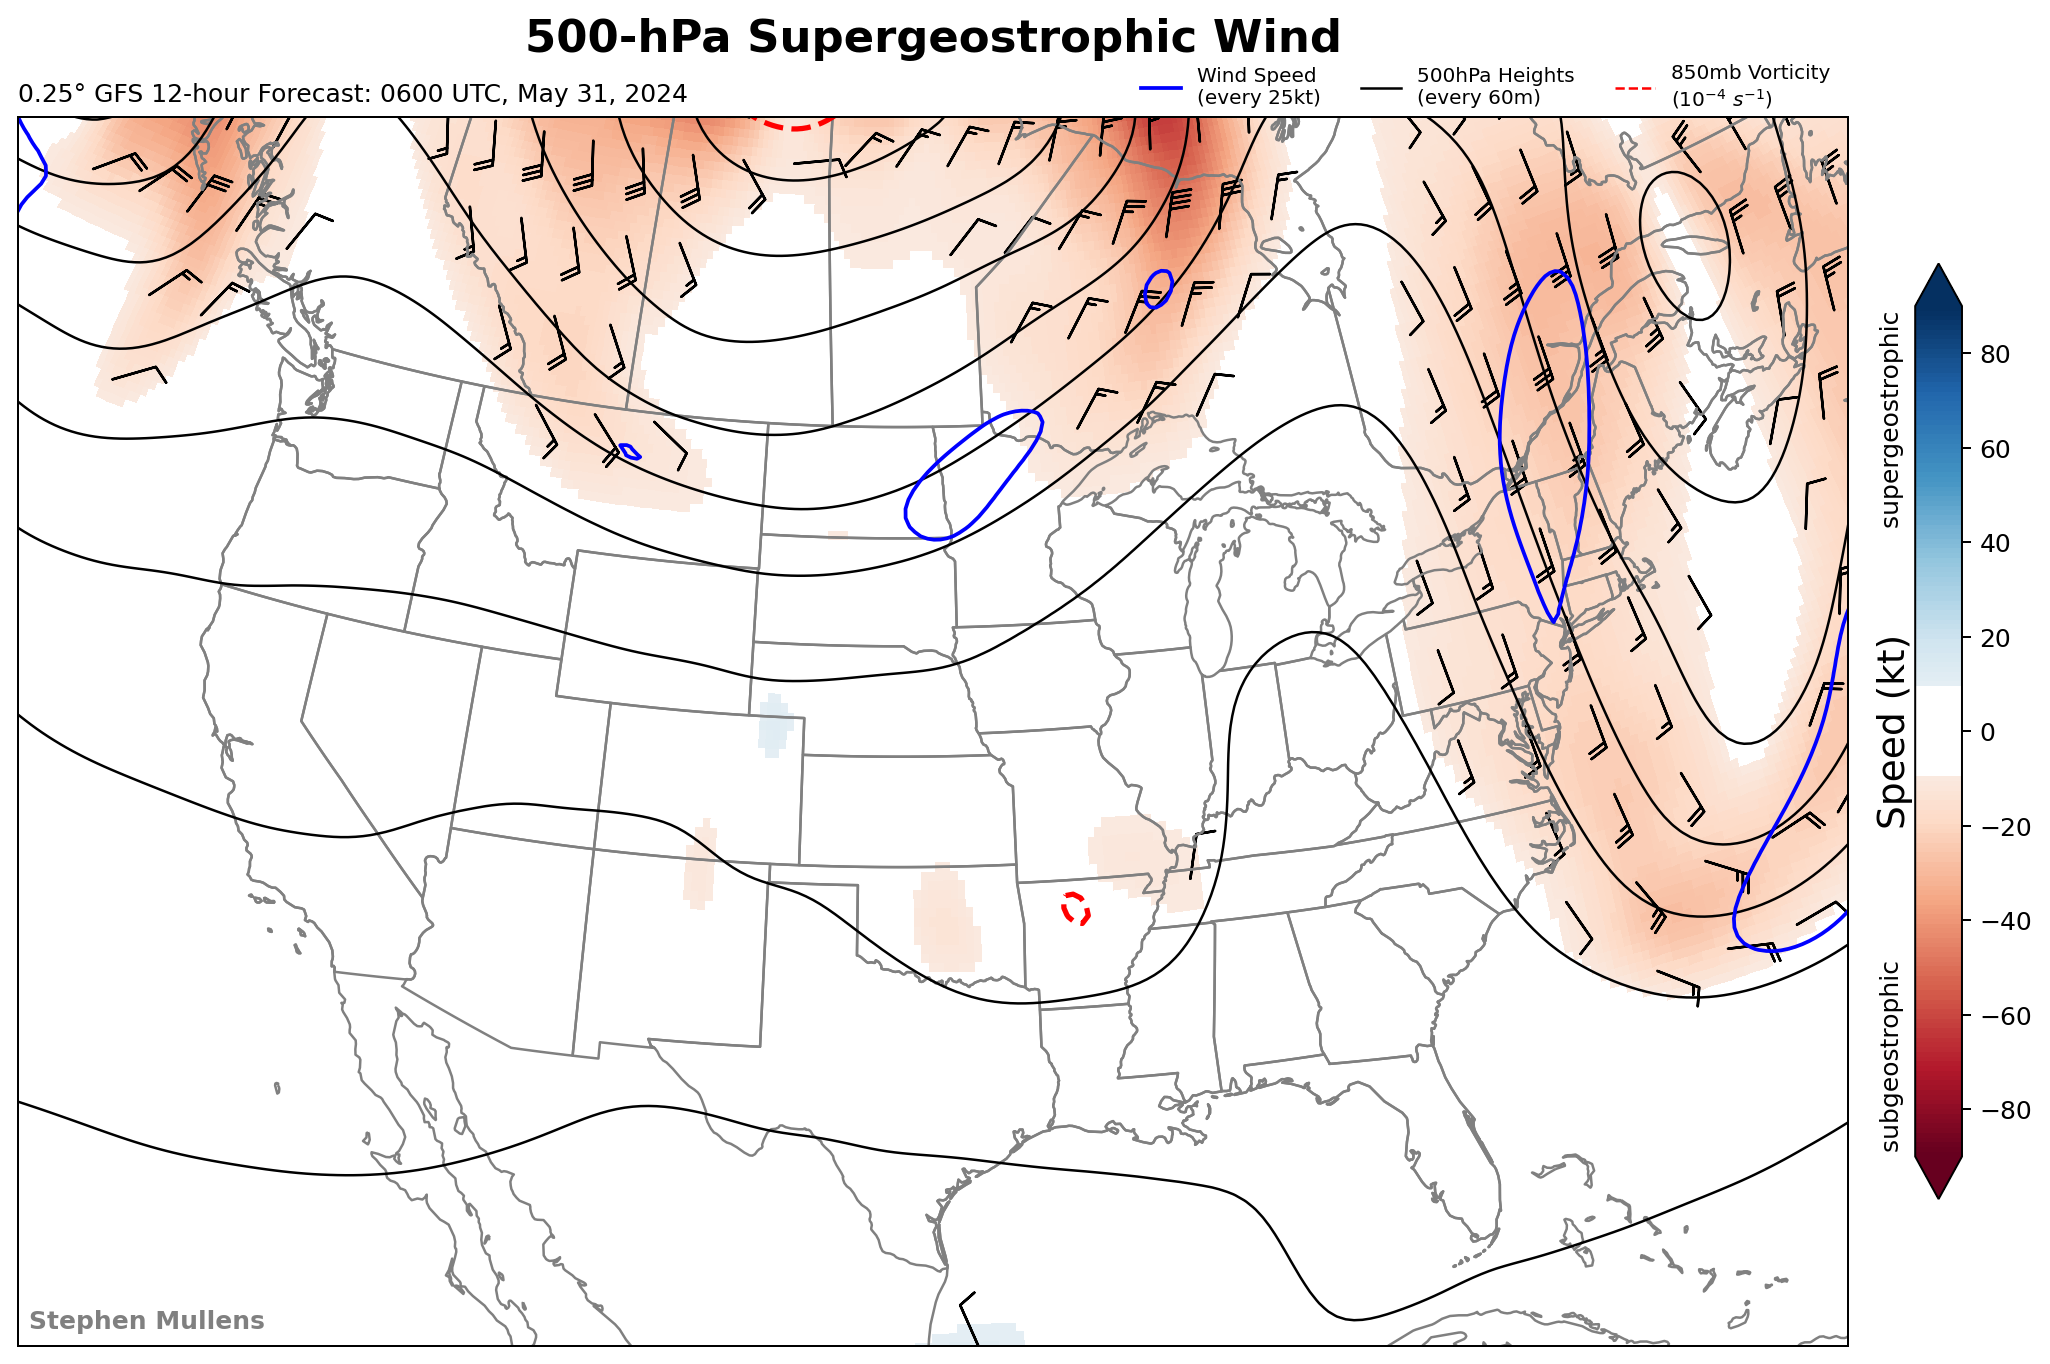 500-hPa Supergeostrophic Wind
0.25° GFS 12-hour Forecast: 0600 UTC, May 31, 2024
Wind Speed
(every 25kt)
500hPa Heights
(every 60m)
850mb Vorticity
(10⁻⁴ s⁻¹)
supergeostrophic
Speed (kt)
subgeostrophic
80
60
40
20
0
−20
−40
−60
−80
Stephen Mullens